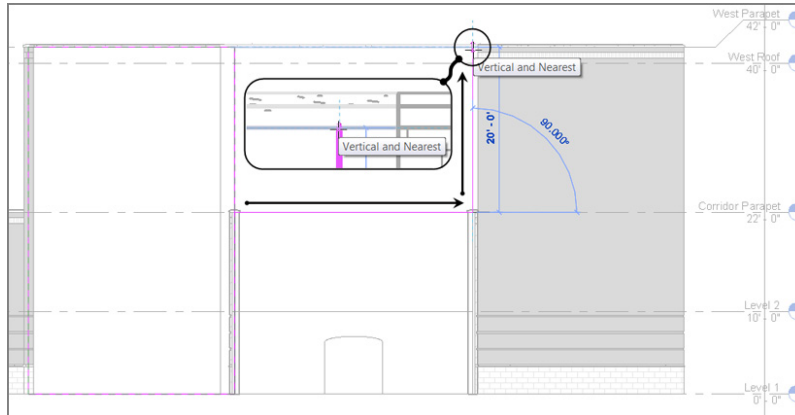 West Parapet
42' - 0"
West Roof
40' - 0"
Vertical and Nearest
20' - 0"
90.000°
Vertical and Nearest
Corridor Parapet
22' - 0"
Level 2
10' - 0"
Level 1
0' - 0"